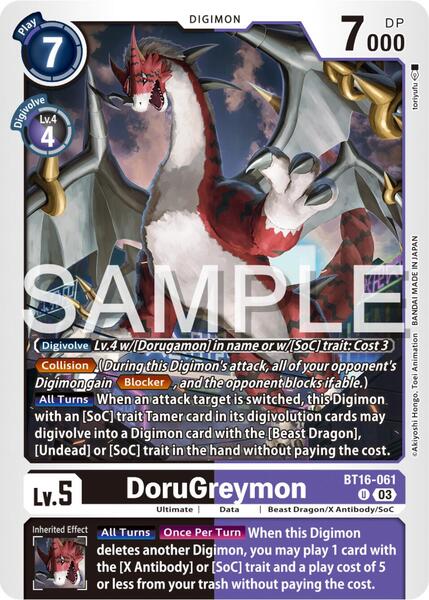 DIGIMON
Play
7
7000
DP
Digivolve
Lv.4
4
toriyufu
SAMPLE
©Akiyoshi Hongo, Toei Animation BANDAI MADE IN JAPAN
Digivolve Lv.4 w/[Dorugamon] in name or w/[SoC] trait: Cost 3
Collision (During this Digimon's attack, all of your opponent's
Digimon gain Blocker, and the opponent blocks if able.)
All Turns When an attack target is switched, this Digimon
with an [SoC] trait Tamer card in its digivolution cards may
digivolve into a Digimon card with the [Beast Dragon],
[Undead] or [SoC] trait in the hand without paying the cost.
Lv.5
DoruGreymon
BT16-061
U 03
Ultimate | Data | Beast Dragon/X Antibody/SoC
Inherited Effect
All Turns Once Per Turn When this Digimon
deletes another Digimon, you may play 1 card with
the [X Antibody] or [SoC] trait and a play cost of 5
or less from your trash without paying the cost.